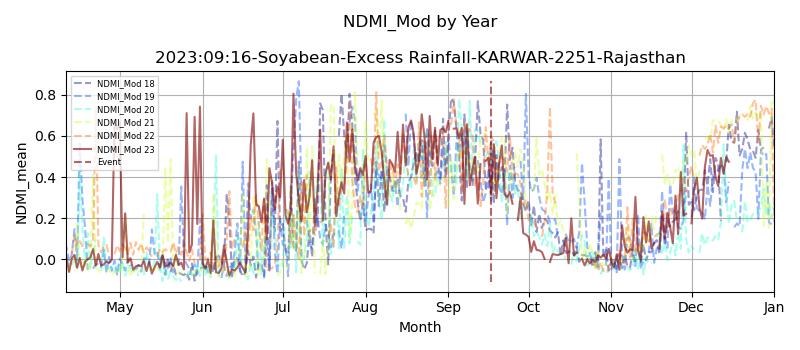 NDMI_Mod by Year
2023:09:16-Soyabean-Excess Rainfall-KARWAR-2251-Rajasthan
NDMI_mean
0.8
0.6
0.4
0.2
0.0
NDMI_Mod 18
NDMI_Mod 19
NDMI_Mod 20
NDMI_Mod 21
NDMI_Mod 22
NDMI_Mod 23
Event
May Jun Jul Aug Sep Oct Nov Dec Jan
Month